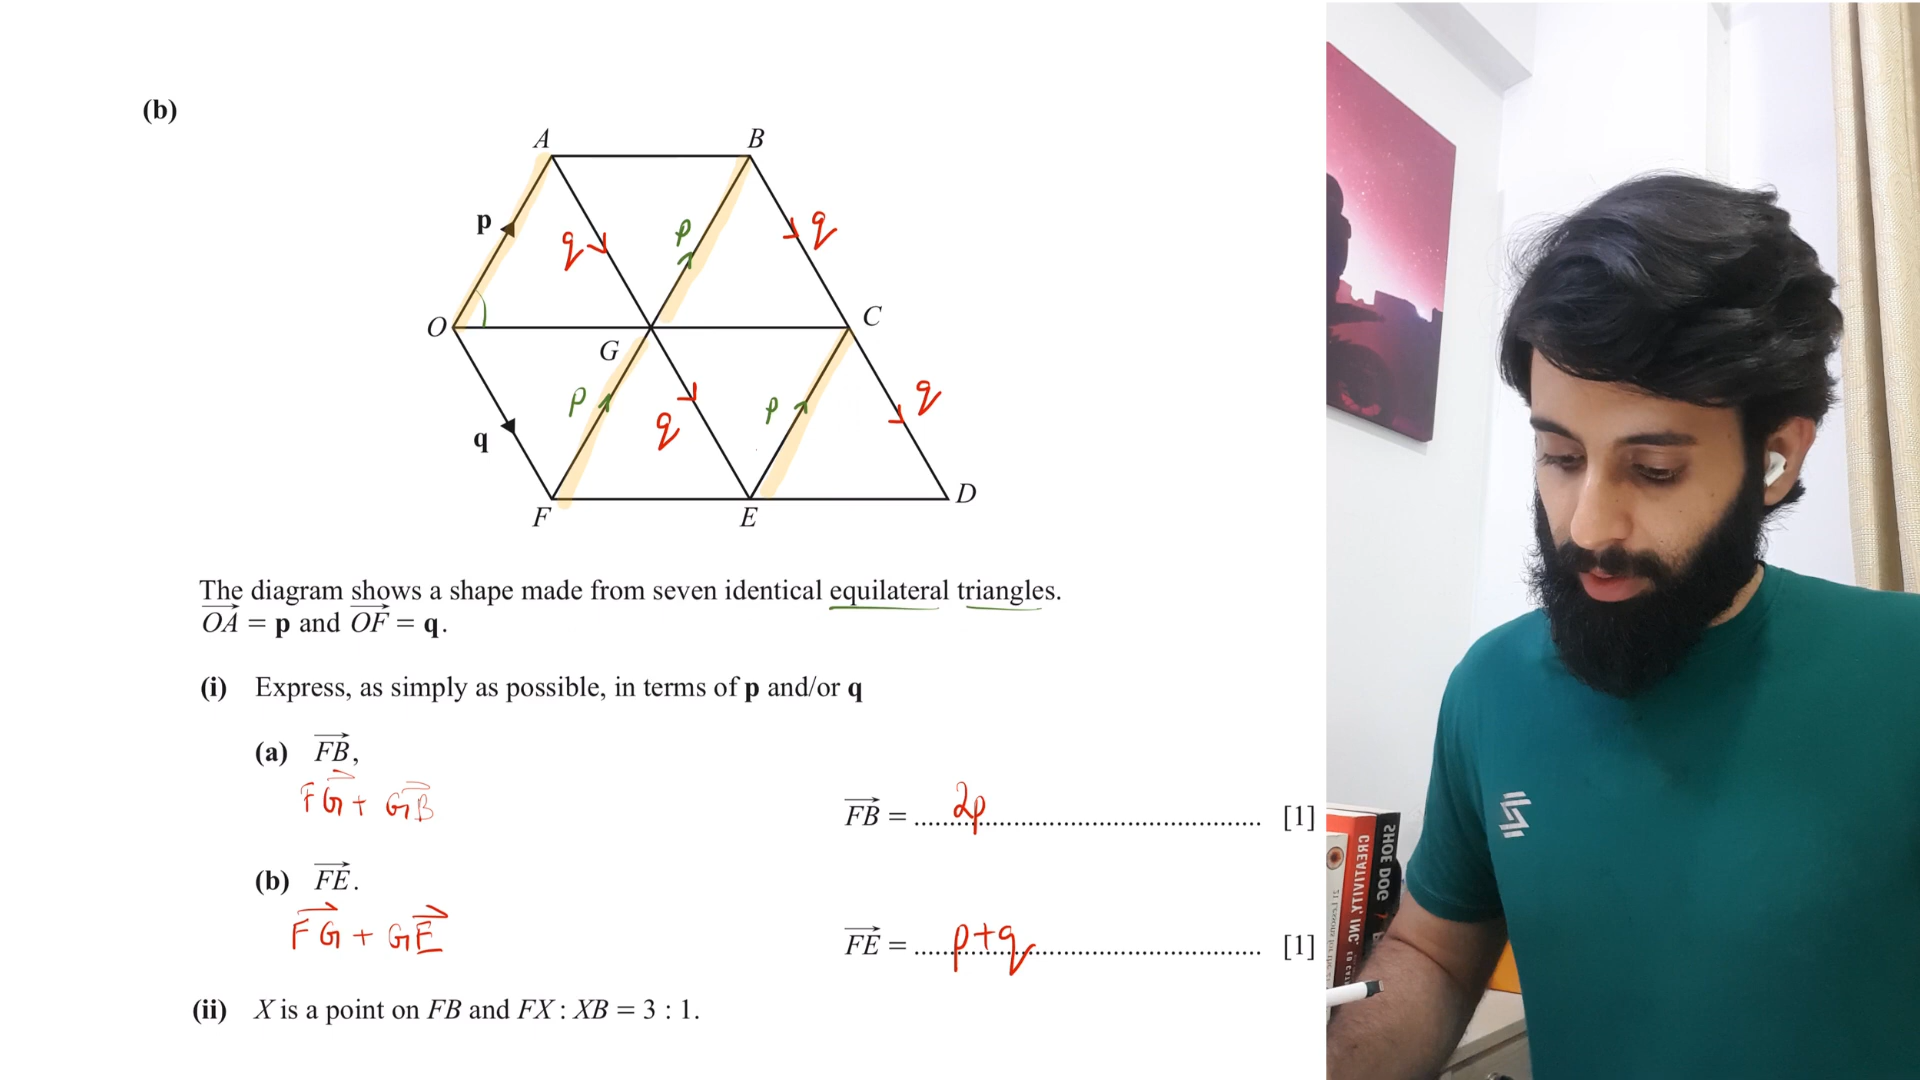 (b)
A B
p q p q
O C
G
p q p q
q
F E D
The diagram shows a shape made from seven identical equilateral triangles.
OA = p and OF = q.
(i) Express, as simply as possible, in terms of p and/or q
(a) FB,
FG + GB
FB = 2p [1]
(b) FE.
FG + GE
FE = p+q [1]
(ii) X is a point on FB and FX : XB = 3 : 1.
SHOE DOG
CREATIVITY, INC.